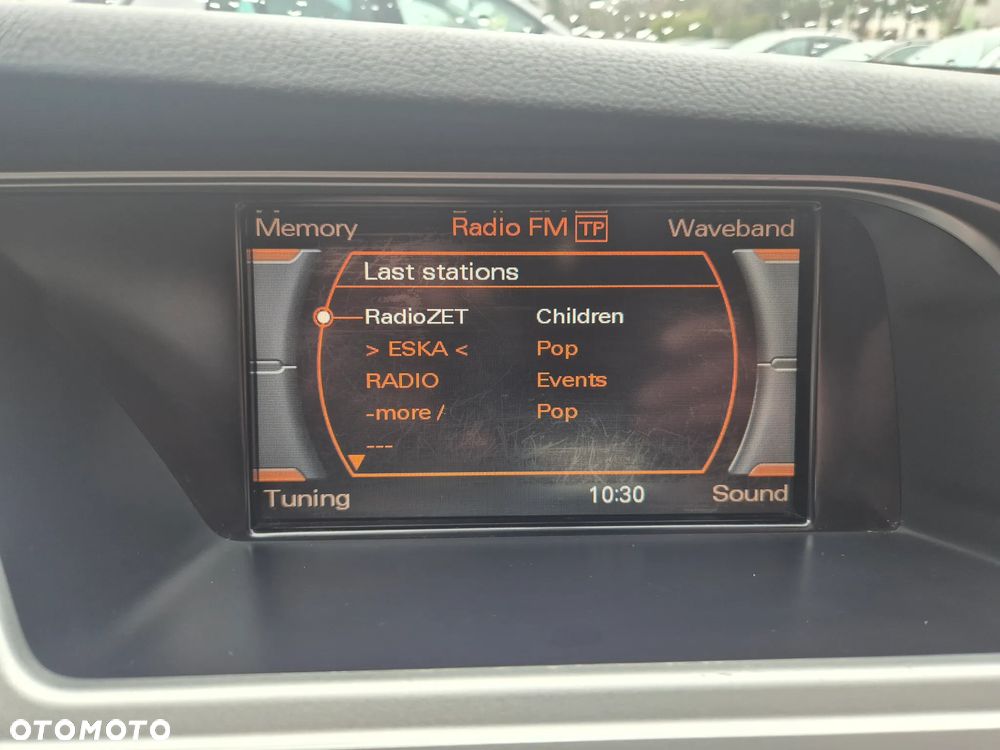 Memory Radio FM TP Waveband
Last stations
RadioZET Children
> ESKA < Pop
RADIO Events
-more / Pop
---
Tuning 10:30 Sound
OTOMOTO